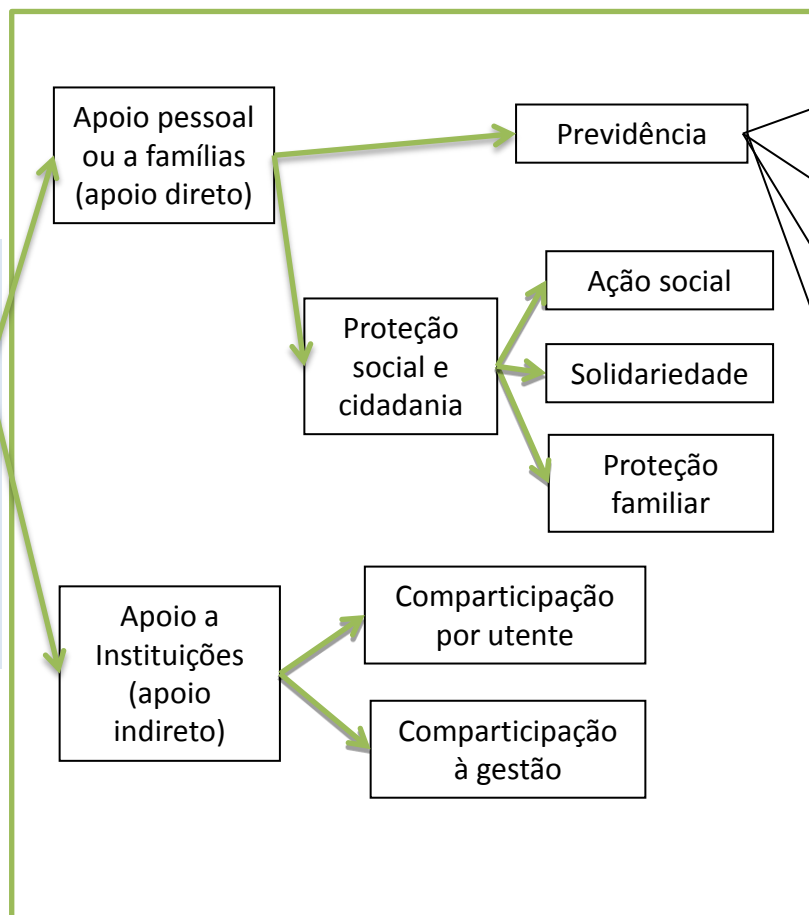 Apoio pessoal
ou a famílias
(apoio direto)
Previdência
Proteção
social e
cidadania
Ação social
Solidariedade
Proteção
familiar
Apoio a
Instituições
(apoio
indireto)
Comparticipação
por utente
Comparticipação
à gestão